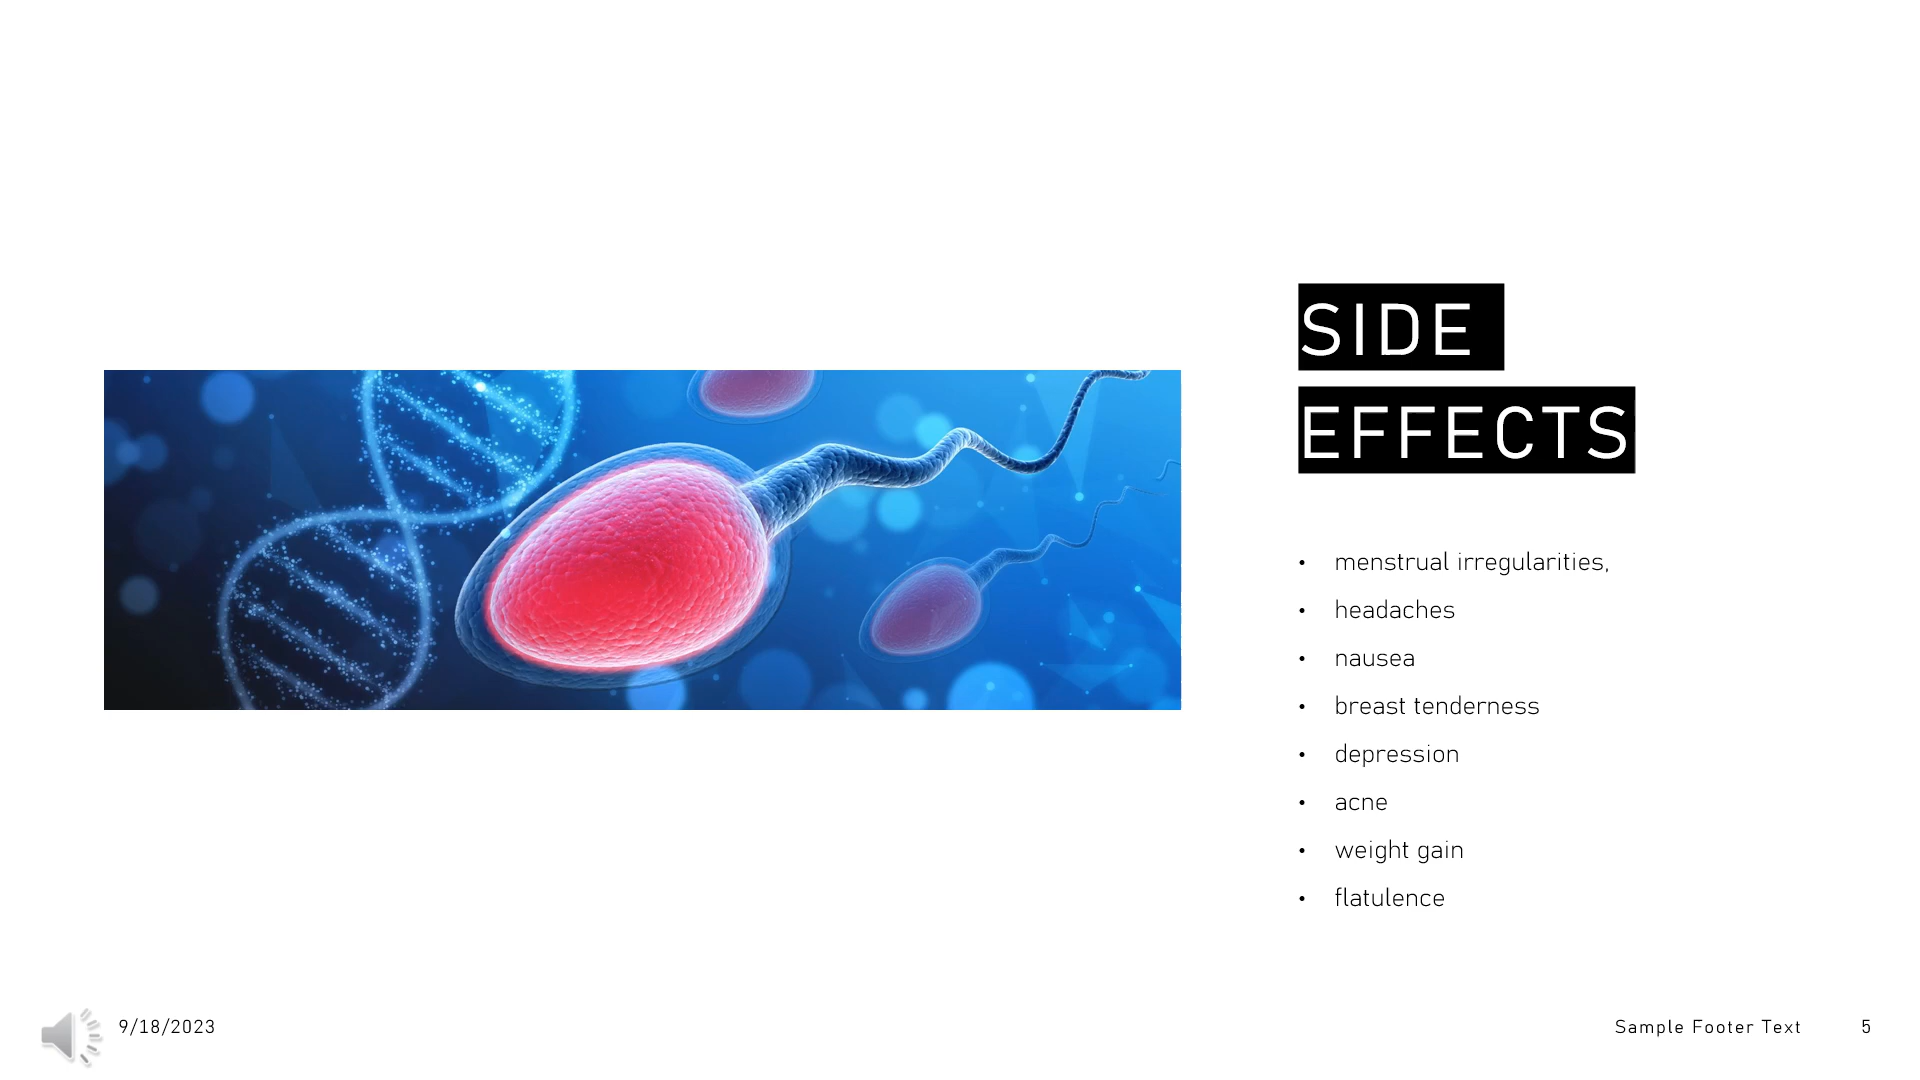 SIDE
EFFECTS
• menstrual irregularities,
• headaches
• nausea
• breast tenderness
• depression
• acne
• weight gain
• flatulence
9/18/2023
Sample Footer Text
5